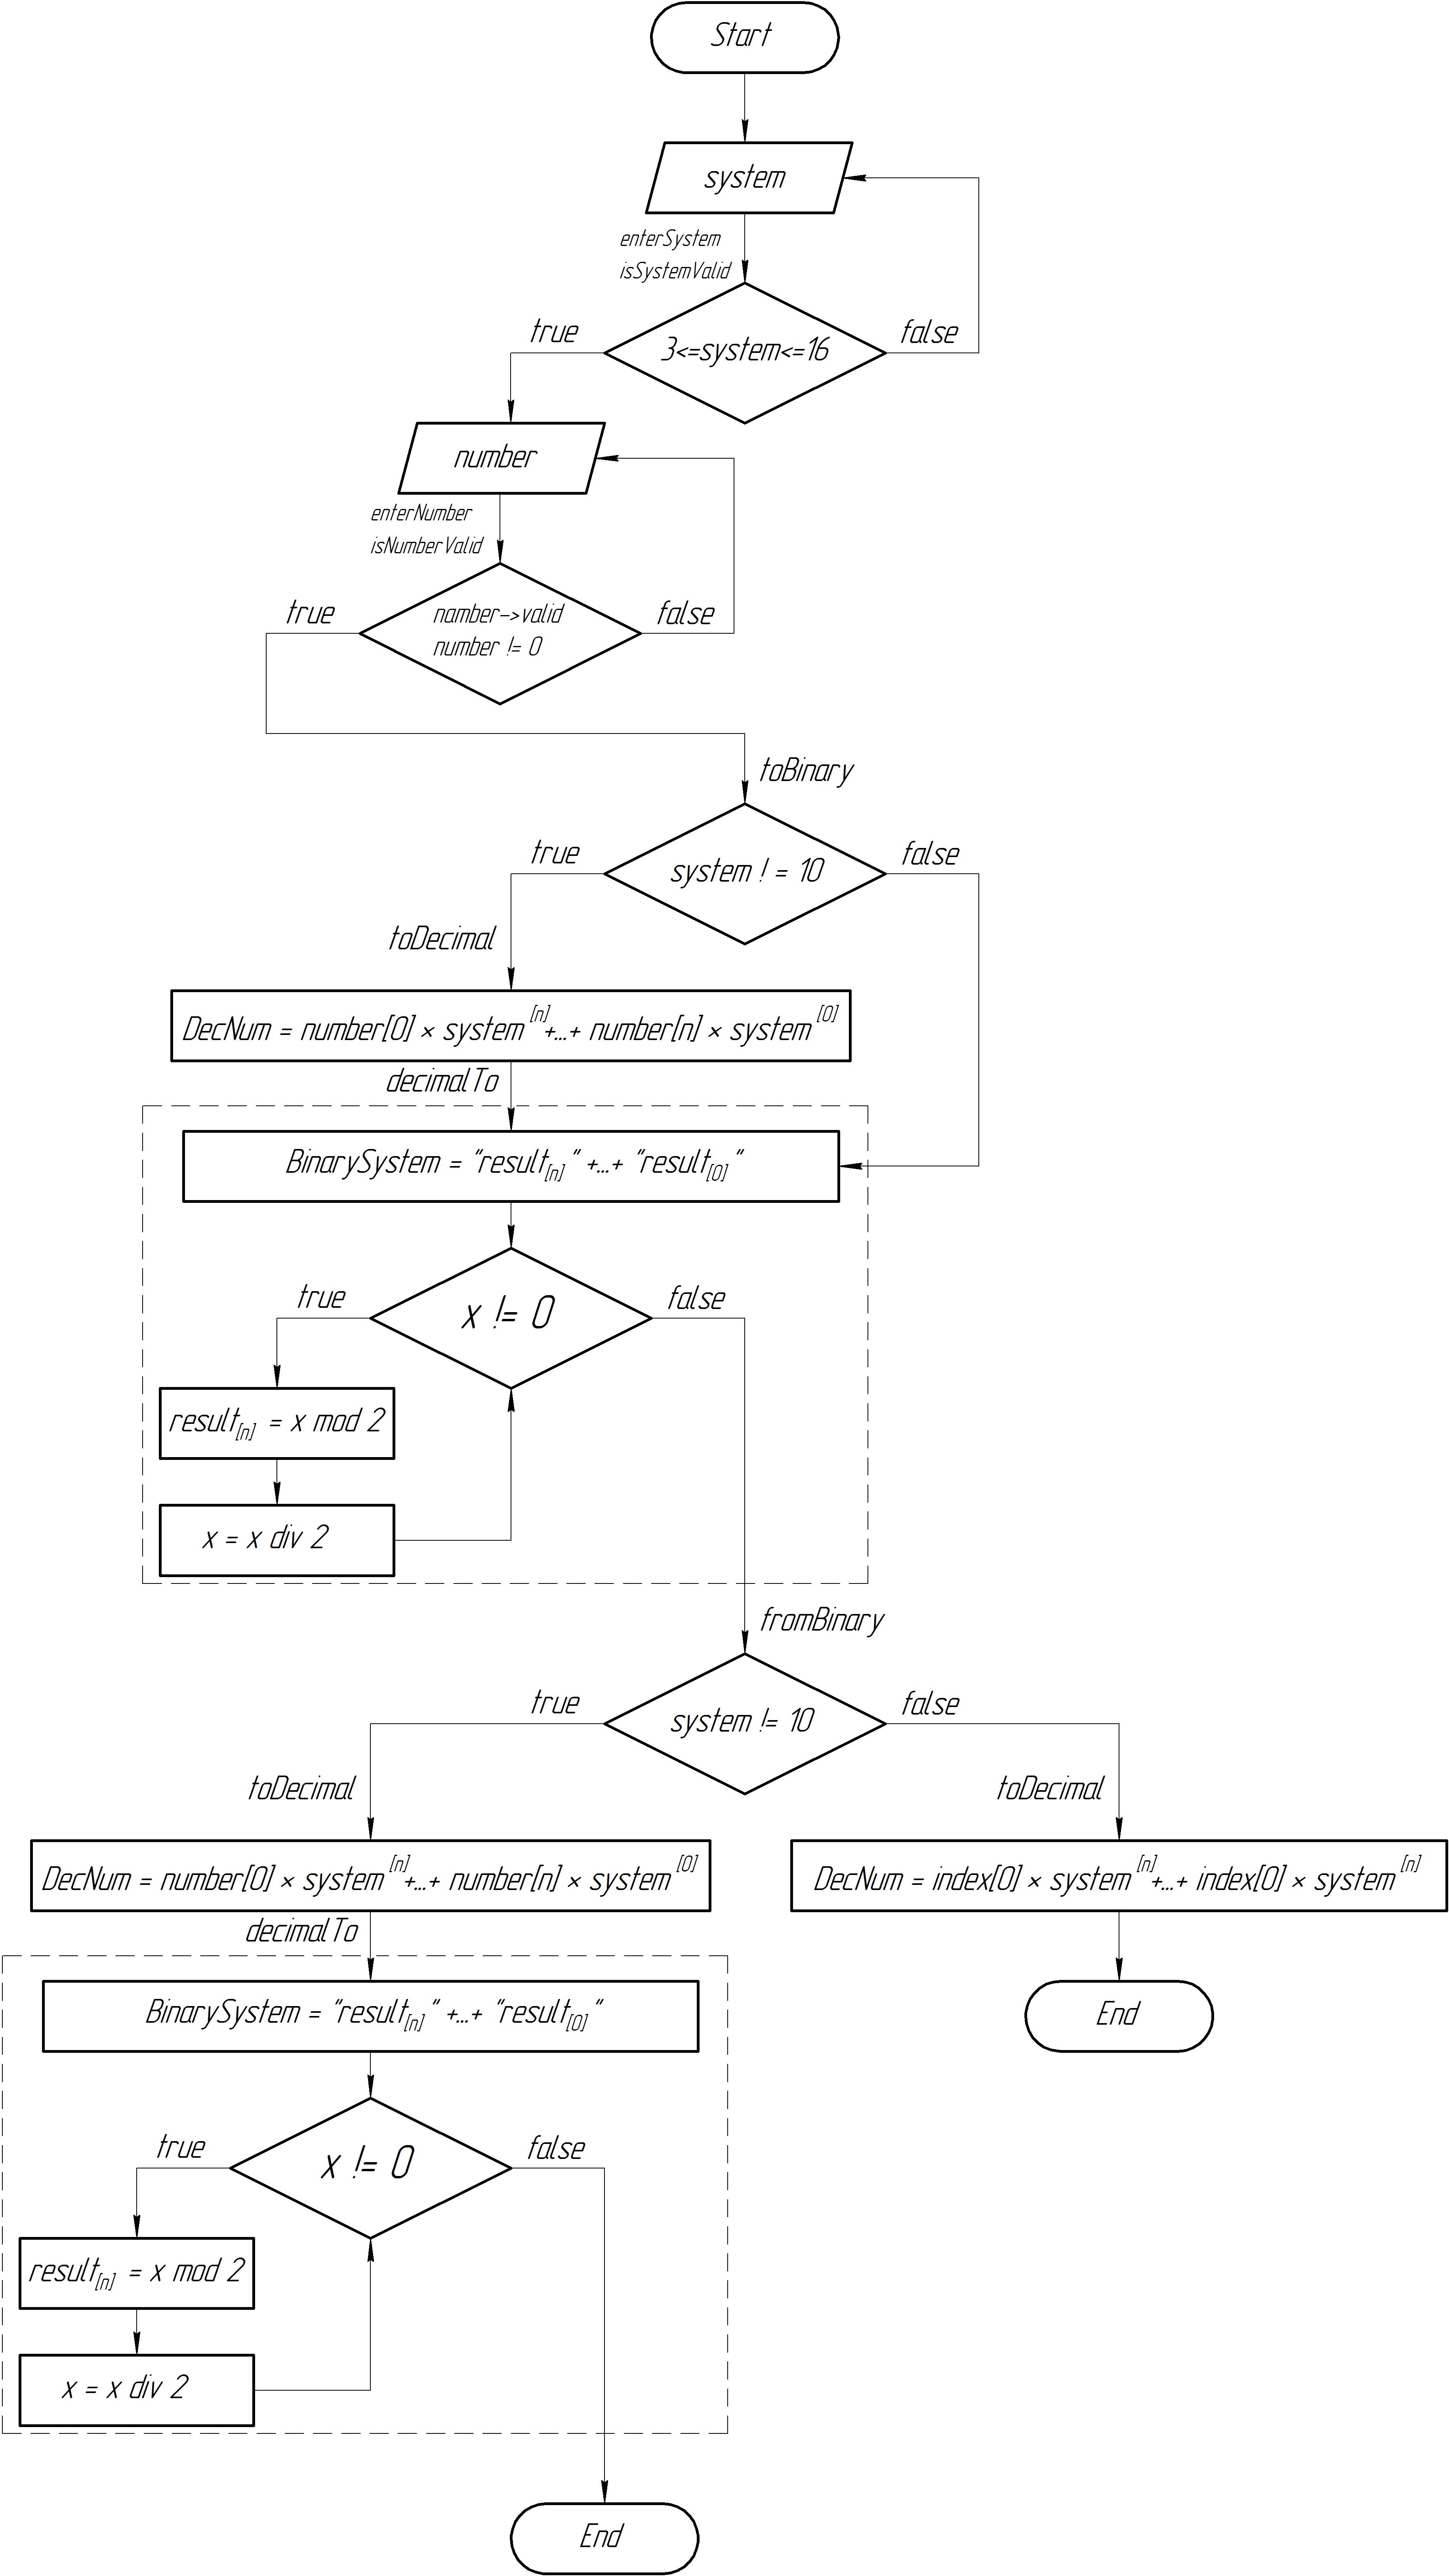 Start
system
enterSystem
isSystemValid
true
false
3<=system<=16
number
enterNumber
isNumberValid
true
false
namber->valid
number != 0
toBinary
true
false
system ! = 10
toDecimal
DecNum = number[0] × system[n]+...+ number[n] × system[0]
decimalTo
BinarySystem = "result[n]" +...+ "result[0]"
true
false
x != 0
result[n] = x mod 2
x = x div 2
fromBinary
true
false
system != 10
toDecimal
toDecimal
DecNum = number[0] × system[n]+...+ number[n] × system[0]
DecNum = index[0] × system[n]+...+ index[0] × system[n]
decimalTo
BinarySystem = "result[n]" +...+ "result[0]"
End
true
false
x != 0
result[n] = x mod 2
x = x div 2
End